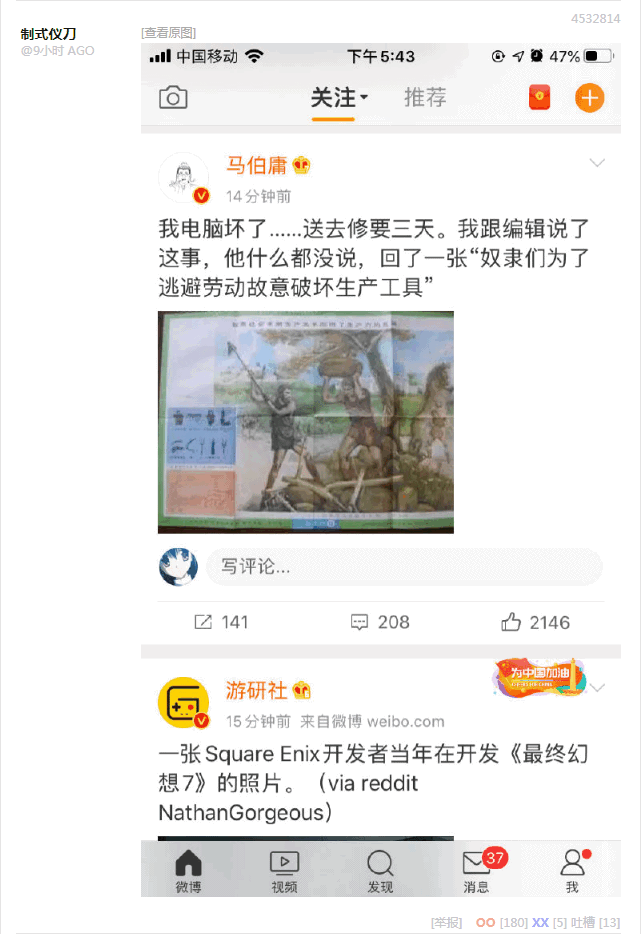 4532814
制式仪刀
@9小时 AGO
[查看原图]
中国移动 下午5:43 47%
关注 推荐
马伯庸
14分钟前
我电脑坏了……送去修要三天。我跟编辑说了
这事，他什么都没说，回了一张“奴隶们为了
逃避劳动故意破坏生产工具”
写评论...
141 208 2146
为中国加油
游研社
15分钟前 来自微博 weibo.com
一张Square Enix开发者当年在开发《最终幻
想7》的照片。（via reddit
NathanGorgeous）
37
微博 视频 发现 消息 我
[举报] OO [180] XX [5] 吐槽 [13]